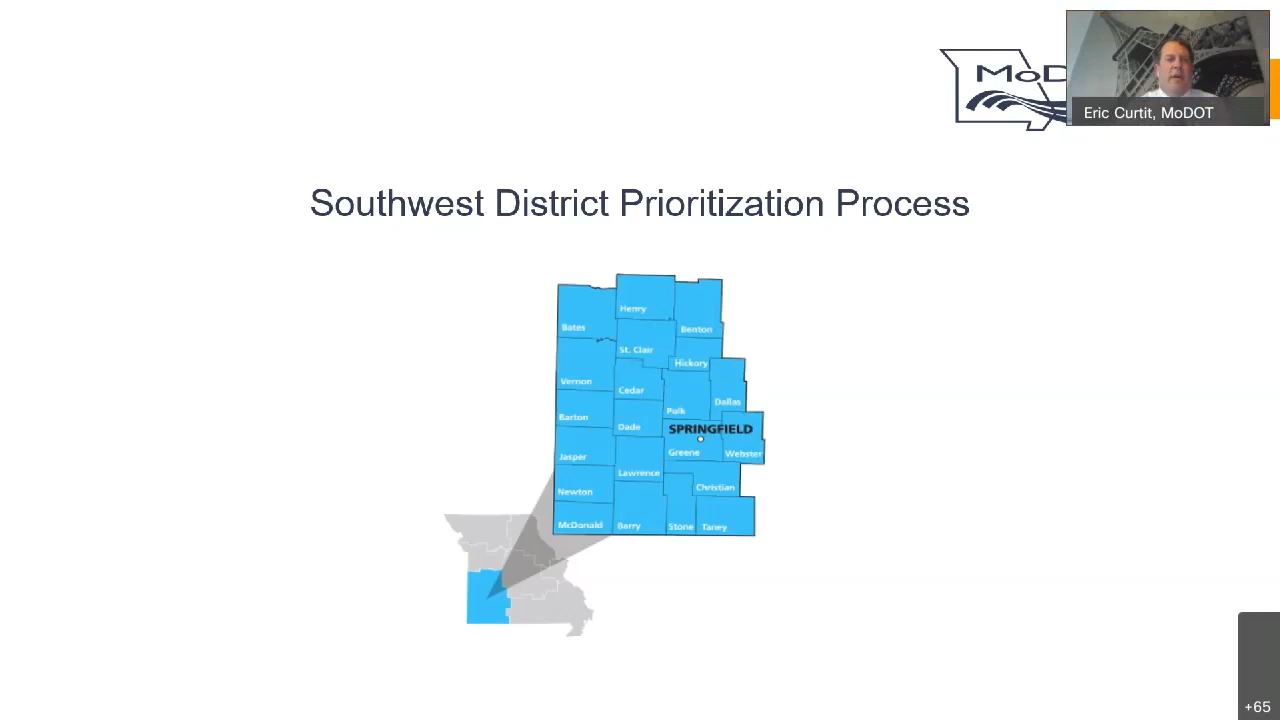 MoD
Eric Curtit, MoDOT
Southwest District Prioritization Process
Henry
Bates
Benton
St. Clair
Hickory
Vernon
Cedar
Dallas
Polk
Barton
Dade
SPRINGFIELD
Greene
Webster
Jasper
Lawrence
Christian
Newton
McDonald
Barry
Stone
Taney
+65